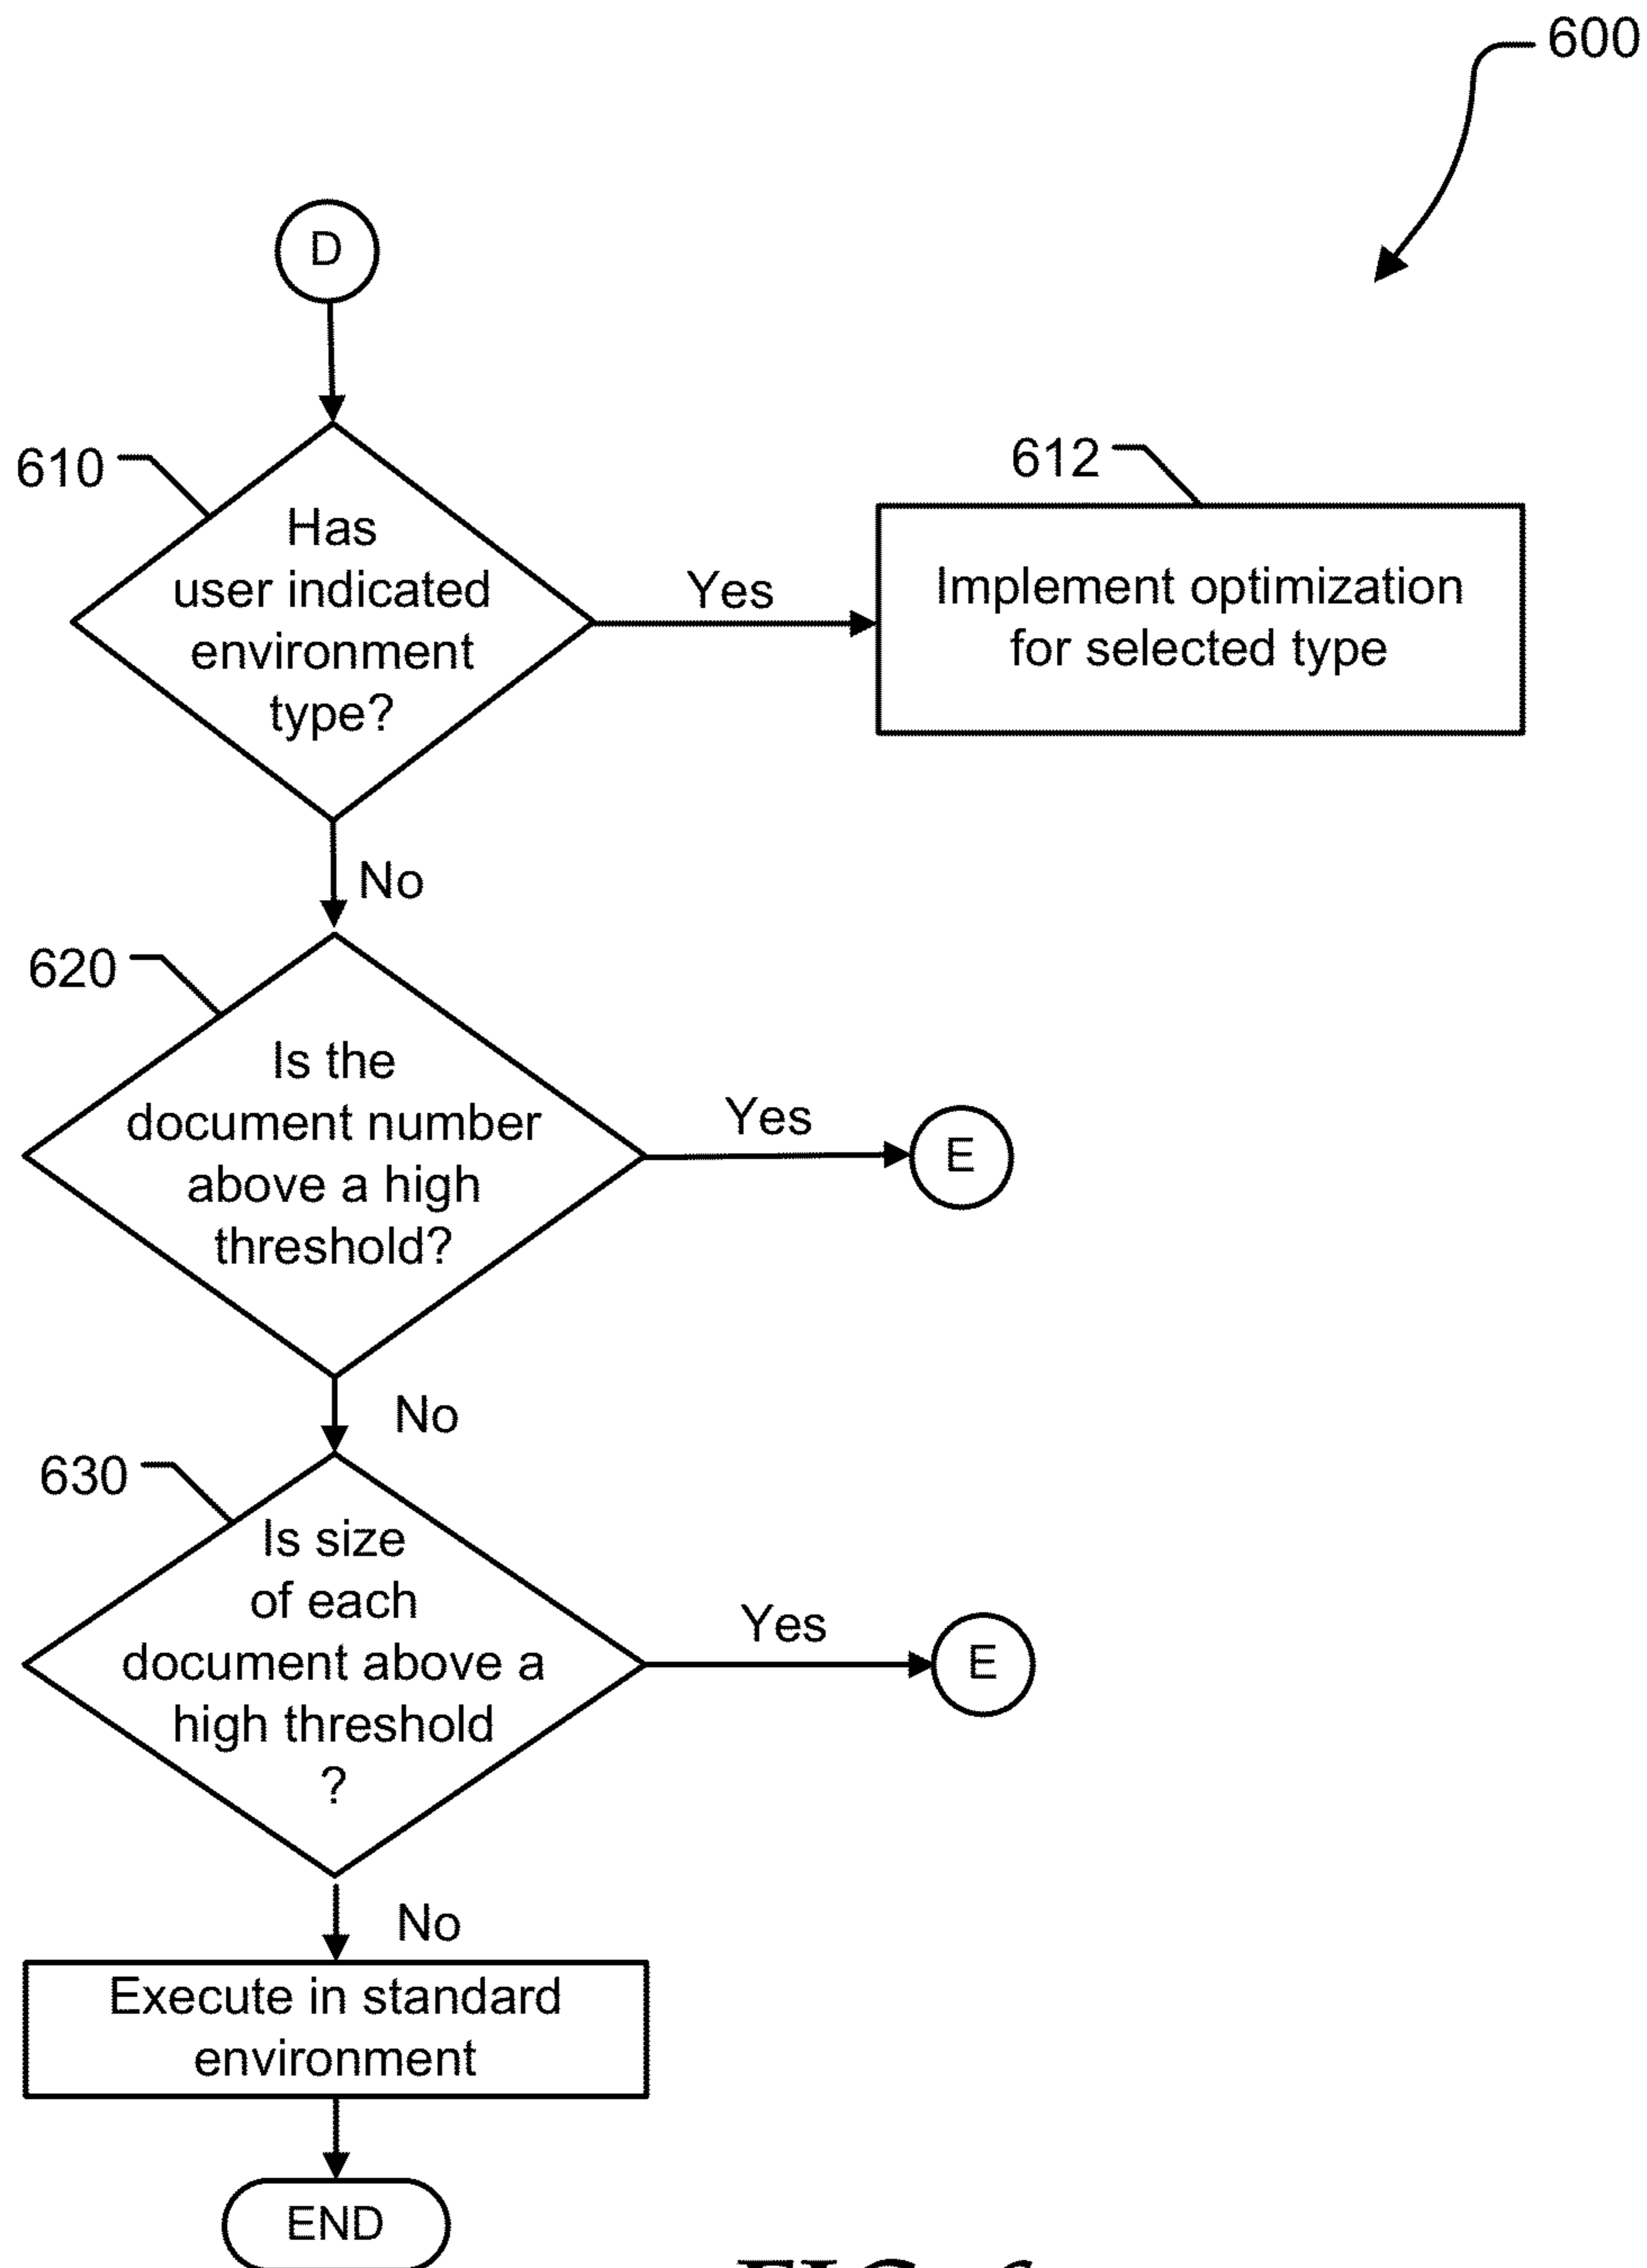 600
D
610
Has
user indicated
environment
type?
Yes
612
Implement optimization
for selected type
No
620
Is the
document number
above a high
threshold?
Yes
E
No
630
Is size
of each
document above a
high threshold
?
Yes
E
No
Execute in standard
environment
END